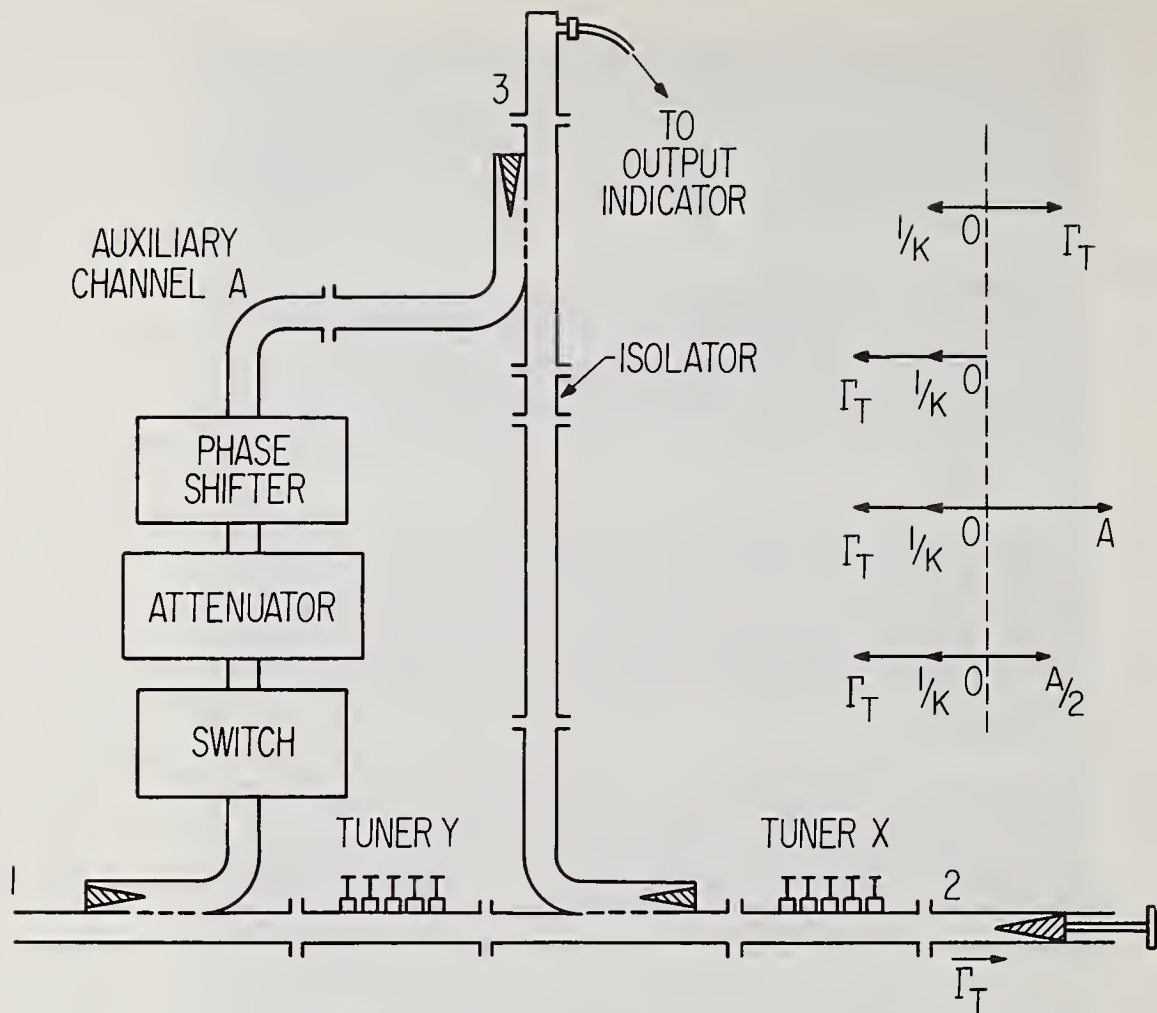 3
TO
OUTPUT
INDICATOR
1/K 0 Γ_T
AUXILIARY
CHANNEL A
ISOLATOR
Γ_T 1/K 0
PHASE
SHIFTER
Γ_T 1/K 0 A
ATTENUATOR
Γ_T 1/K 0 A/2
SWITCH
TUNER Y
TUNER X
1
2
Γ_T